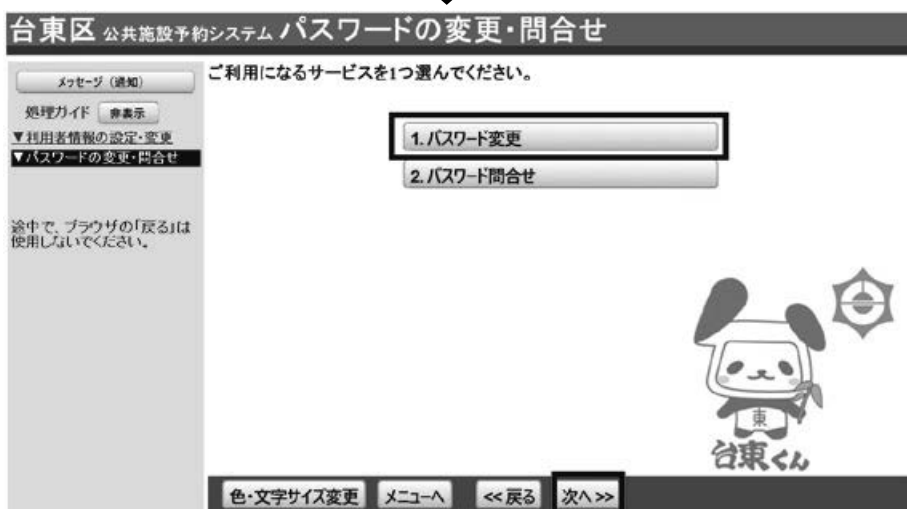 台東区 公共施設予約システム パスワードの変更・問合せ
メッセージ（通知）
処理ガイド 非表示
▼利用者情報の設定・変更
▼パスワードの変更・問合せ
途中で、ブラウザの「戻る」は
使用しないでください。
ご利用になるサービスを1つ選んでください。
1. パスワード変更
2. パスワード問合せ
東
台東くん
色・文字サイズ変更 メニューへ <<戻る 次へ>>